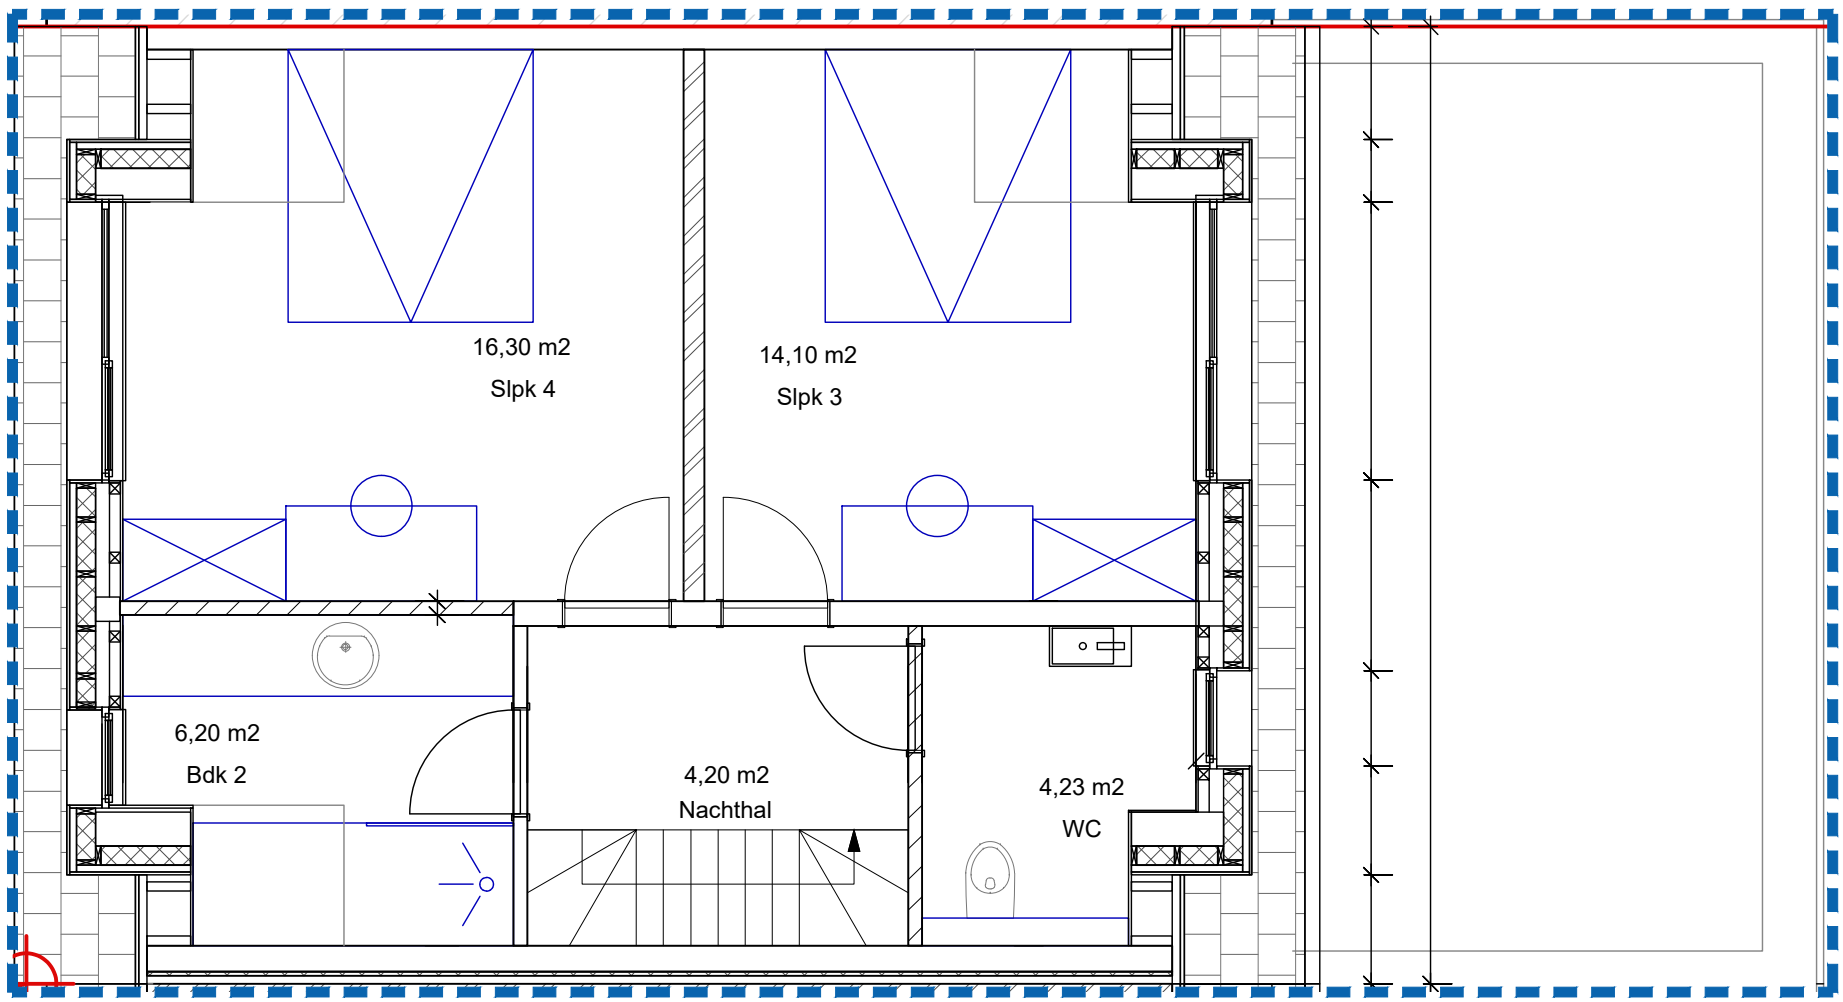 16,30 m2
Slpk 4
14,10 m2
Slpk 3
6,20 m2
Bdk 2
4,20 m2
Nachthal
4,23 m2
WC